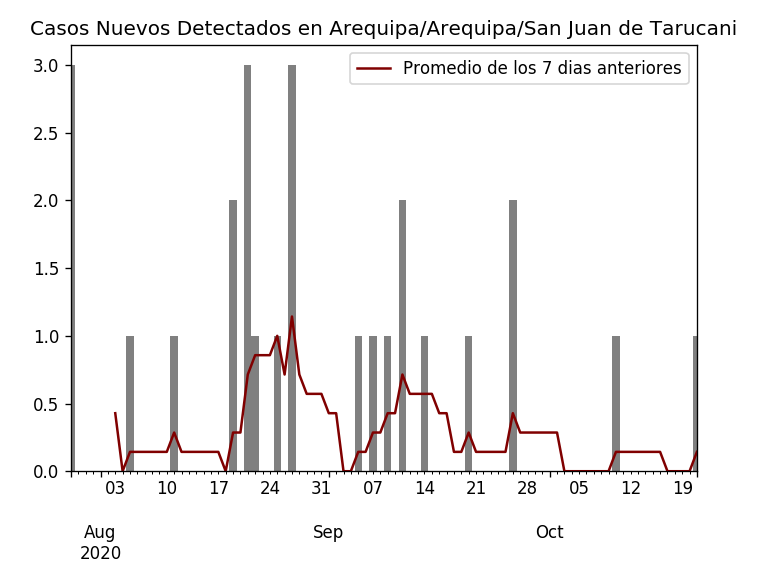 Casos Nuevos Detectados en Arequipa/Arequipa/San Juan de Tarucani
Promedio de los 7 dias anteriores
3.0
2.5
2.0
1.5
1.0
0.5
0.0
03 10 17 24 31 07 14 21 28 05 12 19
Aug Sep Oct
2020